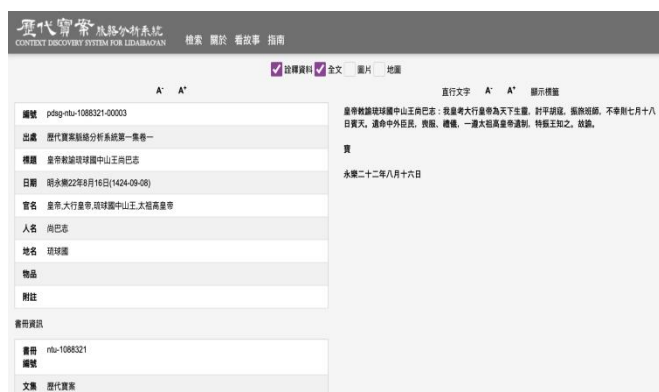 歷代寶案脈絡分析系統
CONTEXT DISCOVERY SYSTEM FOR LIDAIBAOAN
檢索 關於 看故事 指南
詮釋資料 全文 圖片 地圖
A- A+
編號 pdsg-ntu-1088321-00003
出處 歷代寶案脈絡分析系統第一集卷一
標題 皇帝敕諭琉球國中山王尚巴志
日期 明永樂22年8月16日(1424-09-08)
官名 皇帝,大行皇帝,琉球國中山王,太祖高皇帝
人名 尚巴志
地名 琉球國
物品
附註
書冊資訊
書冊編號 ntu-1088321
文集 歷代寶案
直行文字 A- A+ 顯示標籤
皇帝敕諭琉球國中山王尚巴志：我皇考大行皇帝為天下生靈，討平胡寇，振旅班師，不幸則七月十八
日賓天。遺命中外臣民，喪服、禮儀，一遵太祖高皇帝遺制，特賑王知之。故諭。
寶
永樂二十二年八月十六日